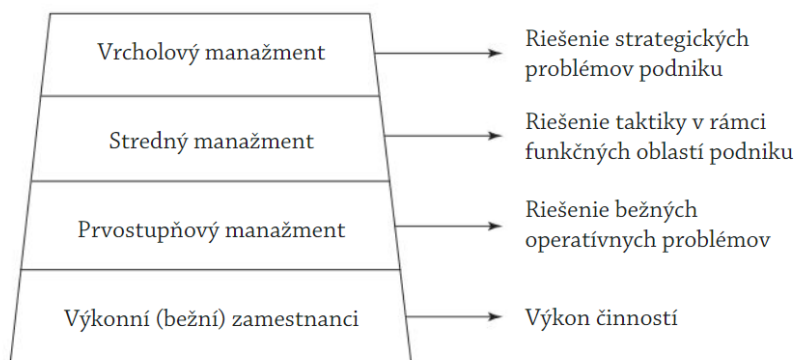 Vrcholový manažment
Riešenie strategických
problémov podniku
Stredný manažment
Riešenie taktiky v rámci
funkčných oblastí podniku
Prvostupňový manažment
Riešenie bežných
operatívnych problémov
Výkonní (bežní) zamestnanci
Výkon činností